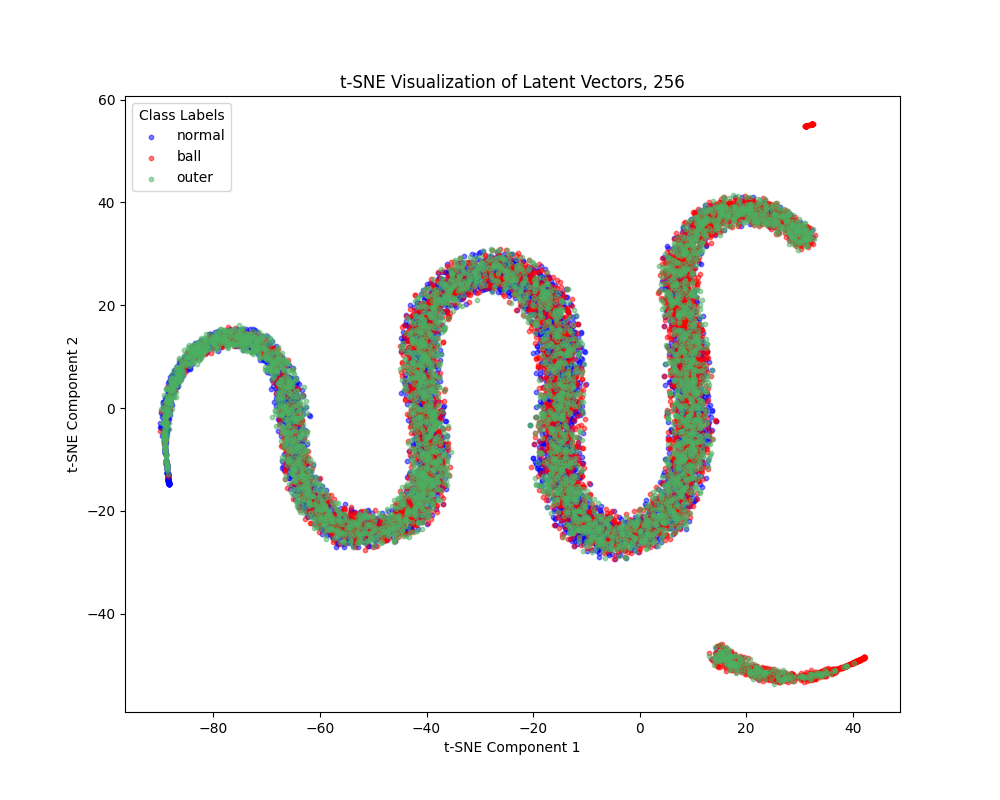 t-SNE Visualization of Latent Vectors, 256
60
40
20
0
−20
−40
t-SNE Component 2
Class Labels
normal
ball
outer
−80
−60
−40
−20
0
20
40
t-SNE Component 1